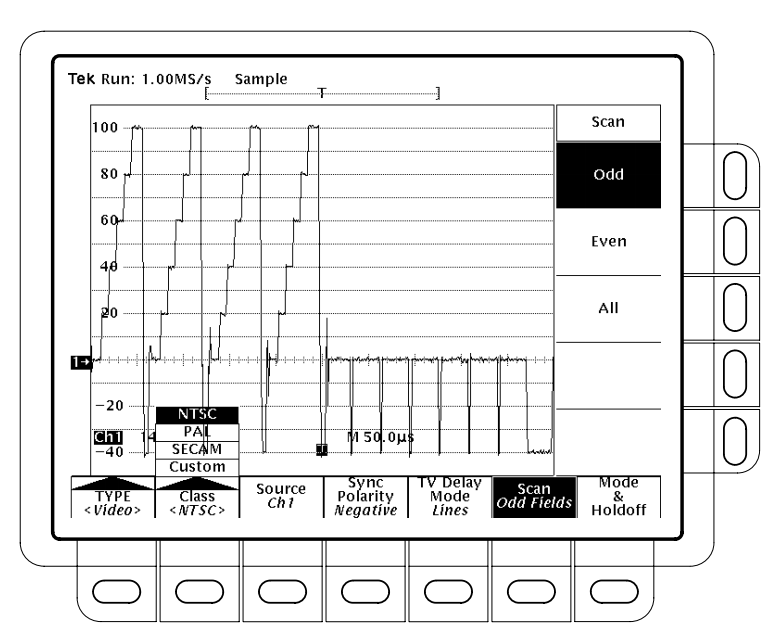 Tek Run: 1.00MS/s Sample
T
Scan
100
80
60
40
20
1→
−20
−40
Odd
Even
All
Ch1 14
M 50.0µs
NTSC
PAL
SECAM
Custom
TYPE
<Video>
Class
<NTSC>
Source
Ch1
Sync
Polarity
Negative
TV Delay
Mode
Lines
Scan
Odd Fields
Mode
&
Holdoff